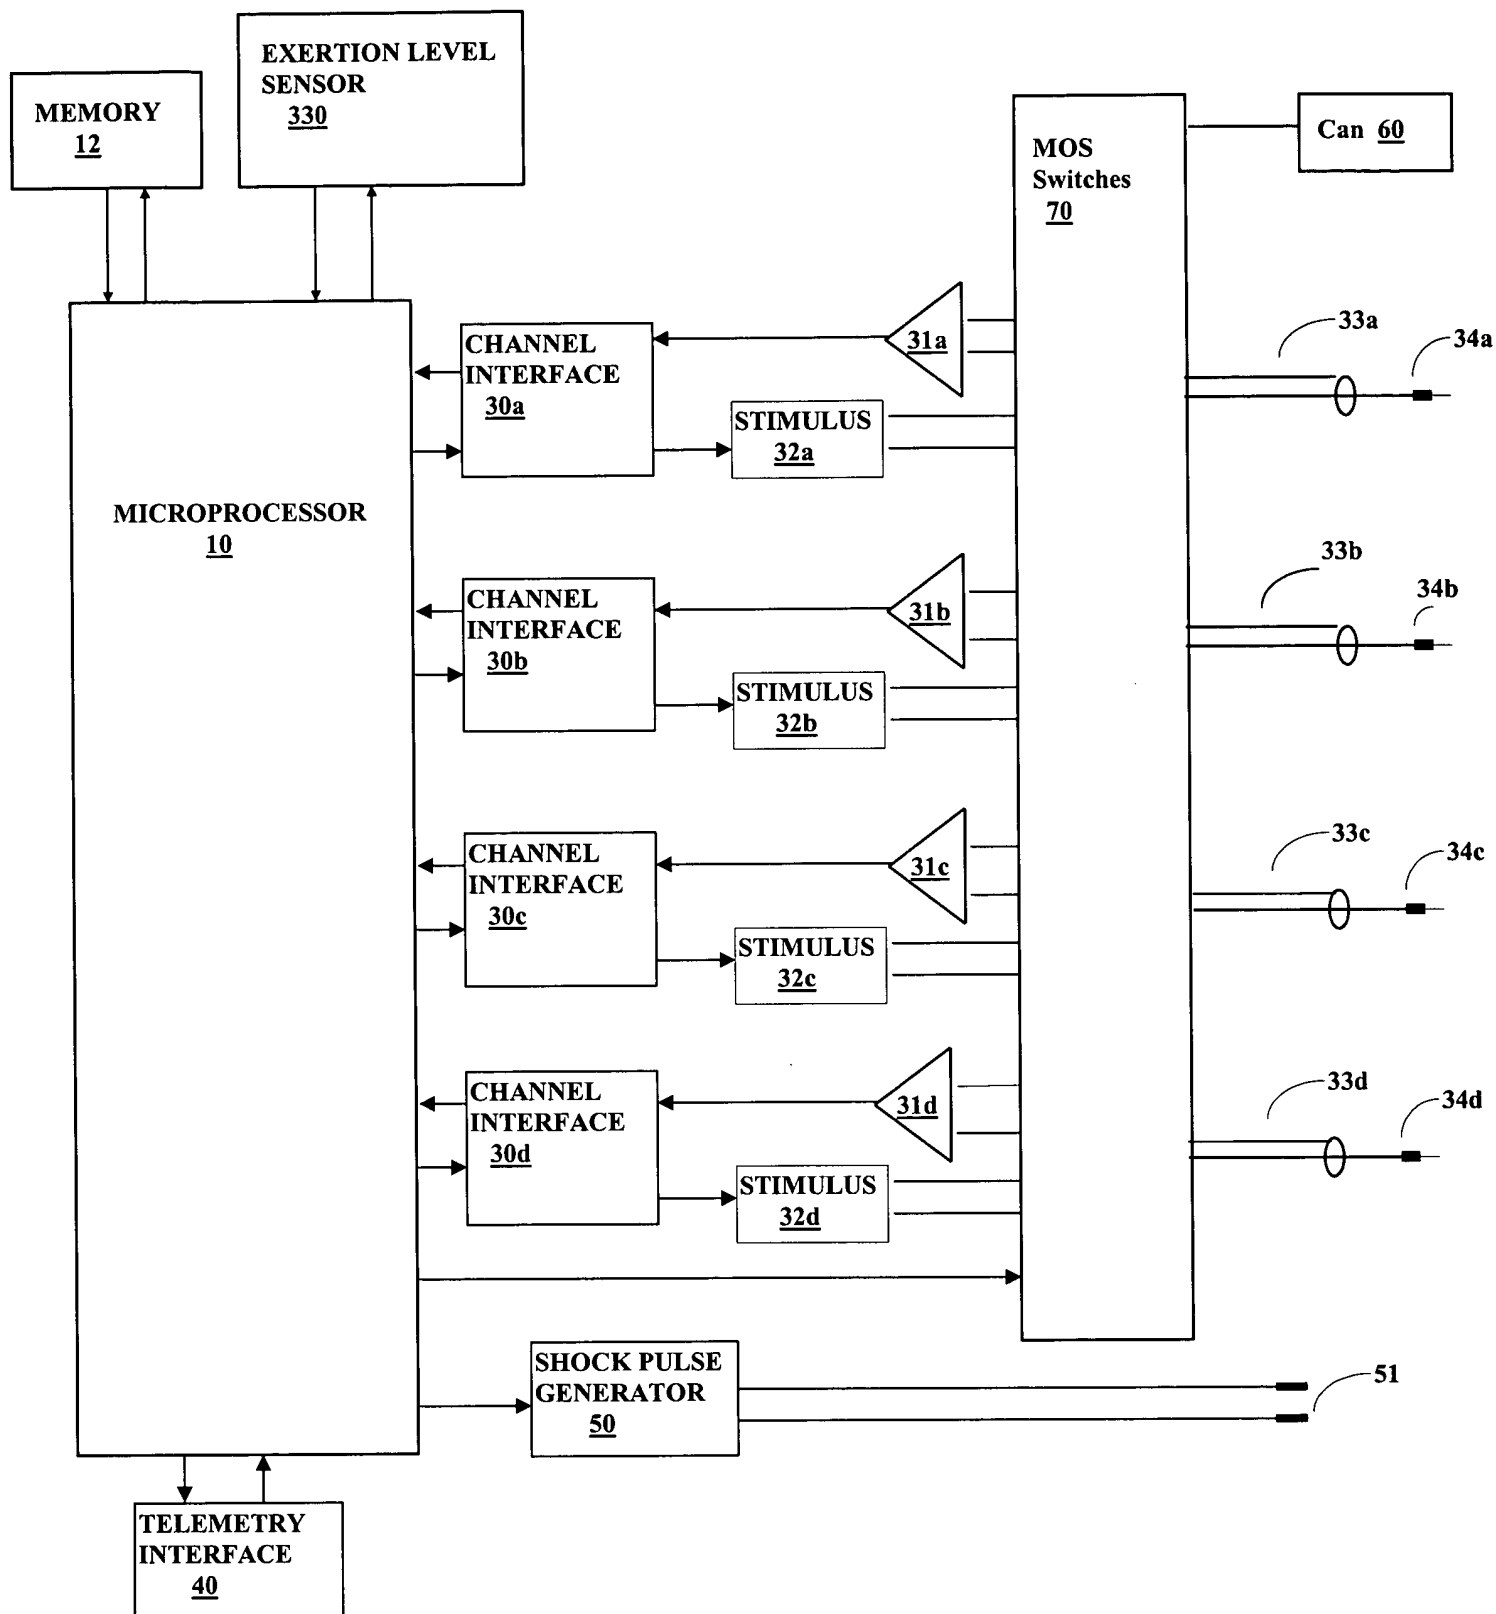 EXERTION LEVEL
SENSOR
330
MEMORY
12
Can 60
MOS
Switches
70
33a
34a
CHANNEL
INTERFACE
30a
31a
STIMULUS
32a
MICROPROCESSOR
10
33b
34b
CHANNEL
INTERFACE
30b
31b
STIMULUS
32b
33c
34c
CHANNEL
INTERFACE
30c
31c
STIMULUS
32c
33d
34d
CHANNEL
INTERFACE
30d
31d
STIMULUS
32d
SHOCK PULSE
GENERATOR
50
51
TELEMETRY
INTERFACE
40